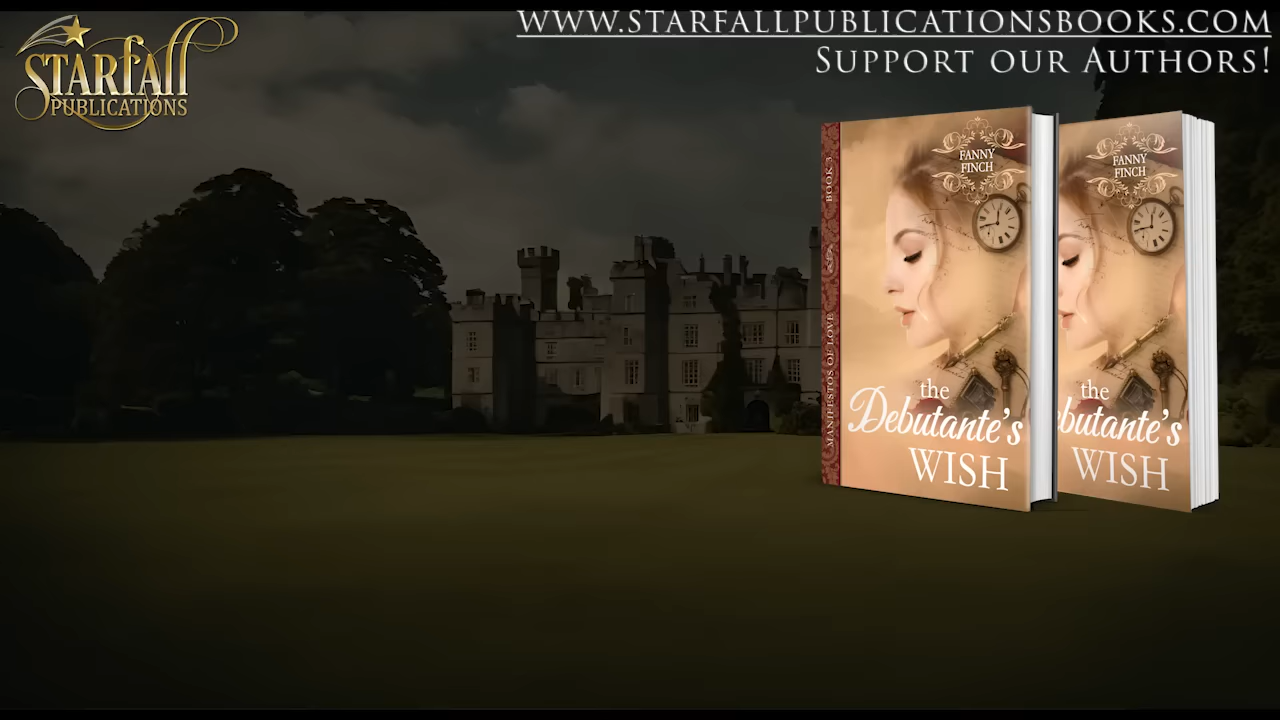 STARfAll
PUBLICATIONS
WWW.STARFALLPUBLICATIONSBOOKS.COM
SUPPORT OUR AUTHORS!
BOOK 3
MANIFESTOS OF LOVE
FANNY
FINCH
the
Debutante's
WISH
FANNY
FINCH
the
ebutante's
WISH